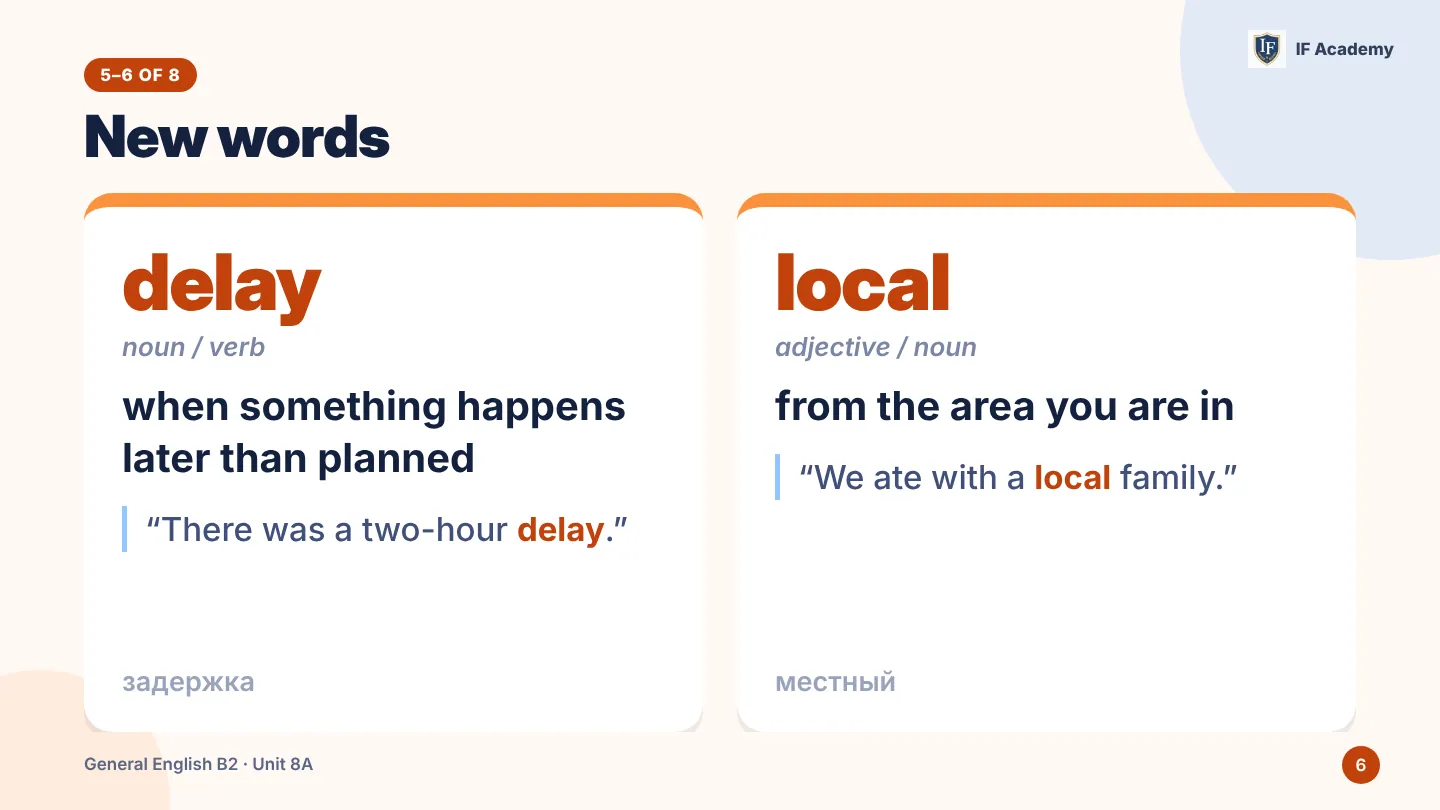 IF Academy
5–6 OF 8
New words
delay
noun / verb
when something happens
later than planned
“There was a two-hour delay.”
задержка
local
adjective / noun
from the area you are in
“We ate with a local family.”
местный
General English B2 · Unit 8A
6